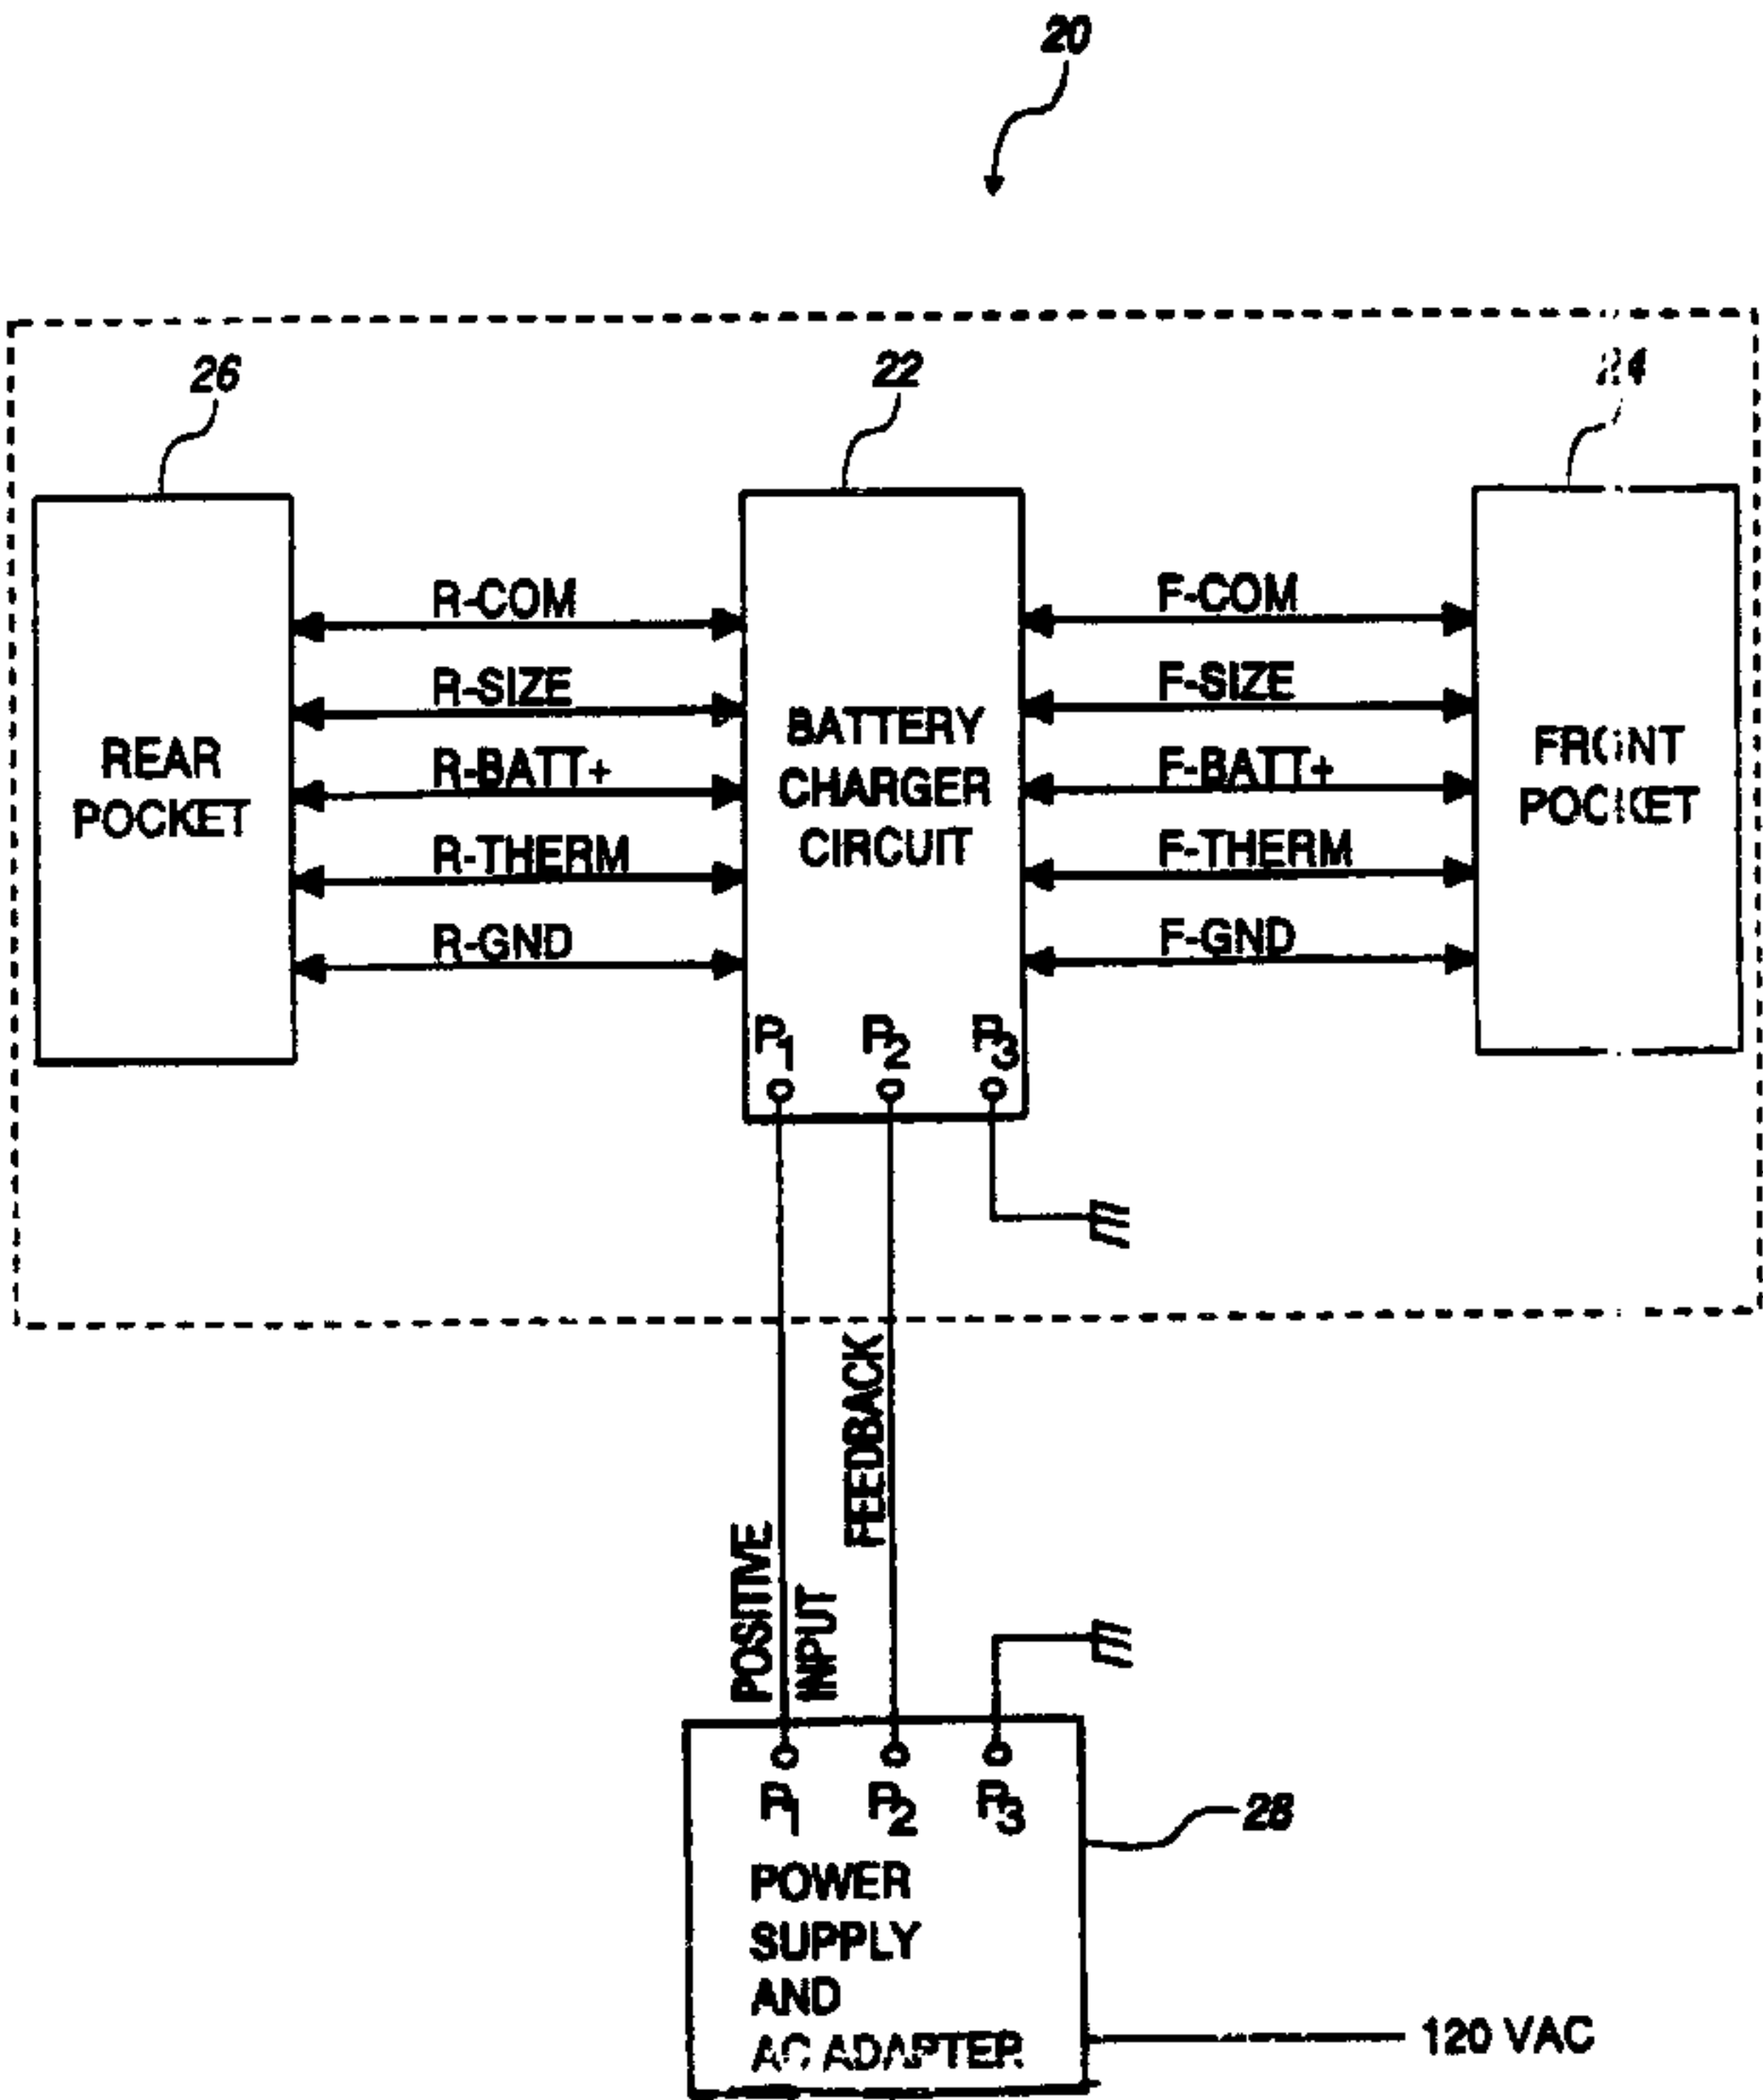 20
26
22
24
R-COM
R-SIZE
R-BATT+
R-THERM
R-GND
F-COM
F-SIZE
F-BATT+
F-THERM
F-GND
REAR
POCKET
BATTERY
CHARGER
CIRCUIT
FRONT
POCKET
P1
P2
P3
FEEDBACK
POSITIVE
INPUT
P1
P2
P3
28
POWER
SUPPLY
AND
AC ADAPTER
120 VAC